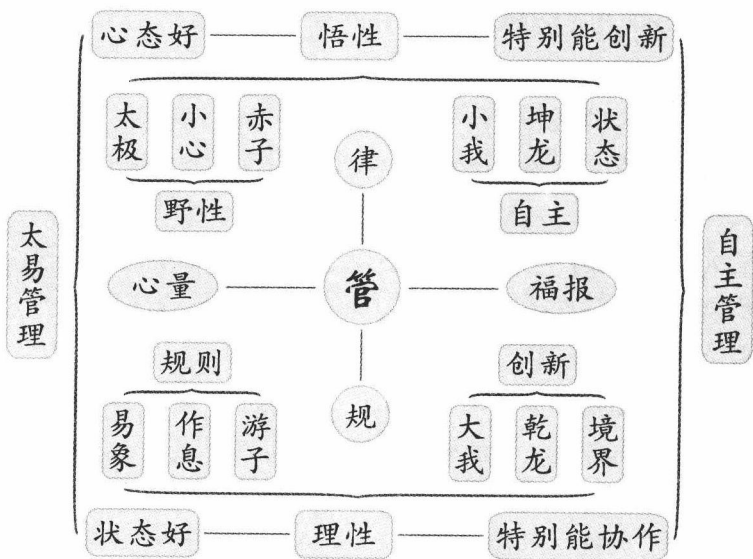 心态好 悟性 特别能创新
太极 小心 赤子
律
小我 坤龙 状态
野性
自主
太易管理
心量 管 福报
自主管理
规则
创新
易象 作息 游子
规
大我 乾龙 境界
状态好 理性 特别能协作